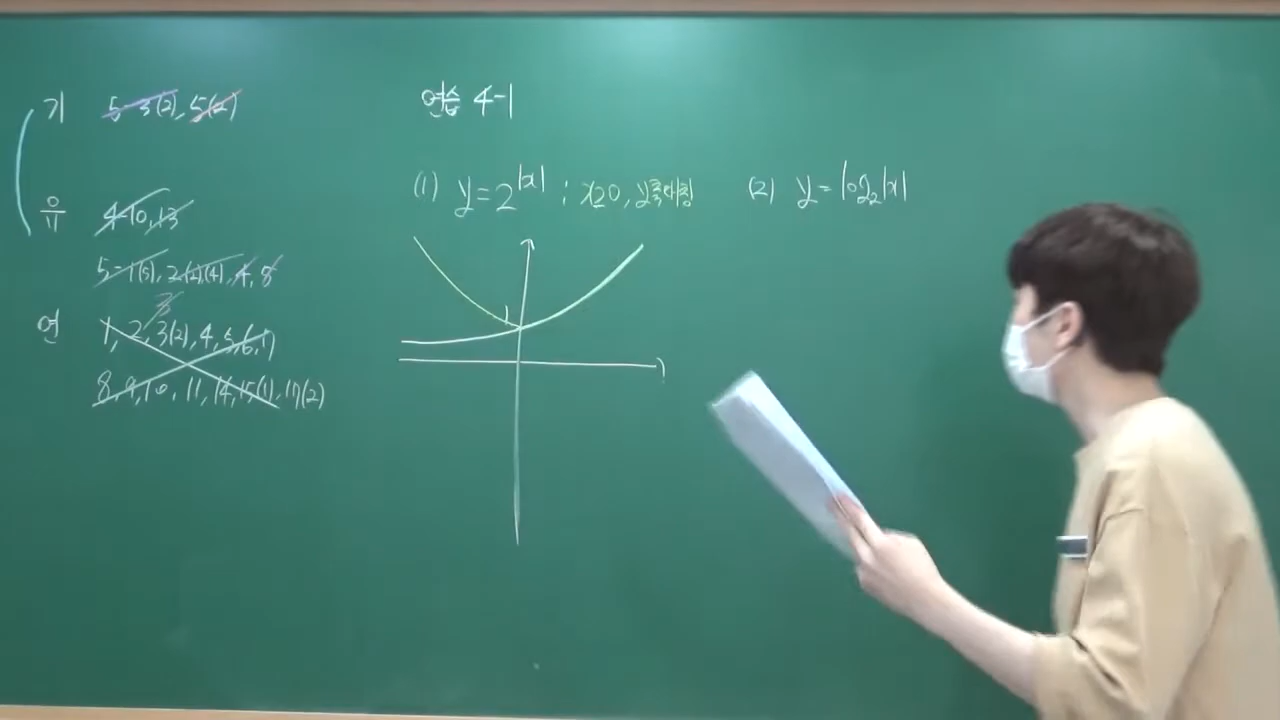 기 5-3(2), 5(2)
유 4-10, 13
5-1(5), 2(2),(4), 4, 8
연 1, 2, 3(2), 4, 5, 6, 7
8, 9, 10, 11, 14, 15(1), 17(2)
연습 4-1
(1) y=2^|x| : x≥0, y축대칭
(2) y=log₂|x|
1